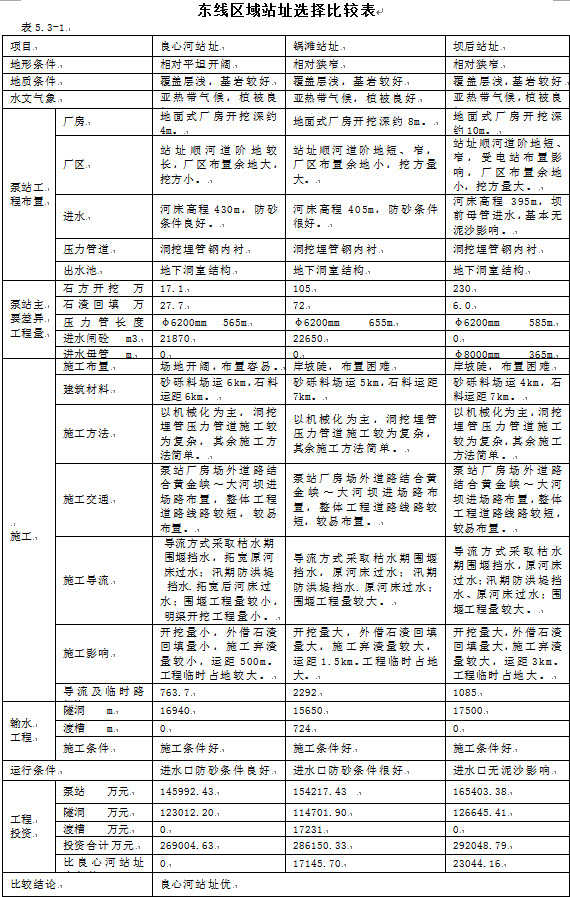 东线区域站址选择比较表
表 5.3-1
项目 良心河站址 锅滩站址 坝后站址
地形条件 相对平坦开阔 相对狭窄 相对狭窄
地质条件 覆盖层浅，基岩较好 覆盖层浅，基岩较好 覆盖层浅，基岩较好
水文气象 亚热带气候，植被良 亚热带气候，植被良好 亚热带气候，植被良
泵站工
程布置
厂房
地面式厂房开挖深约
4m。
地面式厂房开挖深约 8m。
地面式厂房开挖深
约 10m。
厂区
站址顺河道阶地较
长，厂区布置余地大，
挖方小。
站址顺河道阶地短、窄，
厂区布置余地小，挖方量
大。
站址顺河道阶地短、
窄，受电站布置影
响，厂区布置余地
小，挖方量大。
进水
河床高程 430m，防砂
条件良好。
河床高程 405m，防砂条件
很好。
河床高程 395m，坝
前母管进水，基本无
泥沙影响。
压力管道 洞挖埋管钢内衬 洞挖埋管钢内衬 洞挖埋管钢内衬
出水池 地下洞室结构 地下洞室结构 地下洞室结构
泵站主
要差异
工程量
石方开挖 万 17.1 105 230
石渣回填 万 27.7 72 6.0
压力管长度 φ6200mm 565m φ6200mm 655m φ6200mm 585m
进水闸砼 m3 21870 22650 0
进水母管 m 0 0 φ8000mm 365m
施工
施工布置 场地开阔，布置容易。 岸坡陡，布置困难 岸坡陡，布置困难
建筑材料
砂砾料场运 6km，石料
运距 6km。
砂砾料场运 5km，石料运距
7km。
砂砾料场运 4km，石
料运距 7km。
施工方法
以机械化为主，洞挖
埋管压力管道施工较
为复杂，其余施工方
法简单。
以机械化为主，洞挖埋管
压力管道施工较为复杂，
其余施工方法简单。
以机械化为主，洞挖
埋管压力管道施工
较为复杂，其余施工
方法简单。
施工交通
泵站厂房场外道路结
合黄金峡～大河坝进
场路布置，整体工程
道路线路较短，较易
布置。
泵站厂房场外道路结合黄
金峡～大河坝进场路布
置，整体工程道路线路较
短，较易布置。
泵站厂房场外道路
结合黄金峡～大河
坝进场路布置，整体
工程道路线路较短，
较易布置。
施工导流
导流方式采取枯水期
围堰挡水，拓宽原河
床过水；汛期防洪堤
挡水.拓宽后河床过
水；围堰工程量较小，
明渠开挖工程量小。
导流方式采取枯水期围堰
挡水，原河床过水；汛期
防洪堤挡水.原河床过水；
围堰工程量较大。
导流方式采取枯水
期围堰挡水，原河床
过水；汛期防洪堤挡
水、原河床过水；围
堰工程量较大。
施工影响
开挖量小，外借石渣
回填量小，施工弃渣
量较小，运距 500m。
工程临时占地较大。
开挖量大，外借石渣回填
量大，施工弃渣量较大，
运距 1.5km。工程临时占地
大。
开挖量大，外借石渣
回填量大，施工弃渣
量较大，运距 3km。
工程临时占地大。
导流及临时路 763.7 2292 1085
输水
工程
隧洞 m 16940 15650 17500
渡槽 m 0 724 0
施工条件 施工条件好 施工条件好 施工条件好
运行条件 进水口防砂条件良好 进水口防砂条件很好 进水口无泥沙影响
工程
投资
泵站 万元 145992.43 154217.43 165403.38
隧洞 万元 123012.20 114701.90 126645.41
渡槽 万元 0 17231 0
投资合计万元 269004.63 286150.33 292048.79
比良心河站址 0 17145.70 23044.16
比较结论 良心河站址优